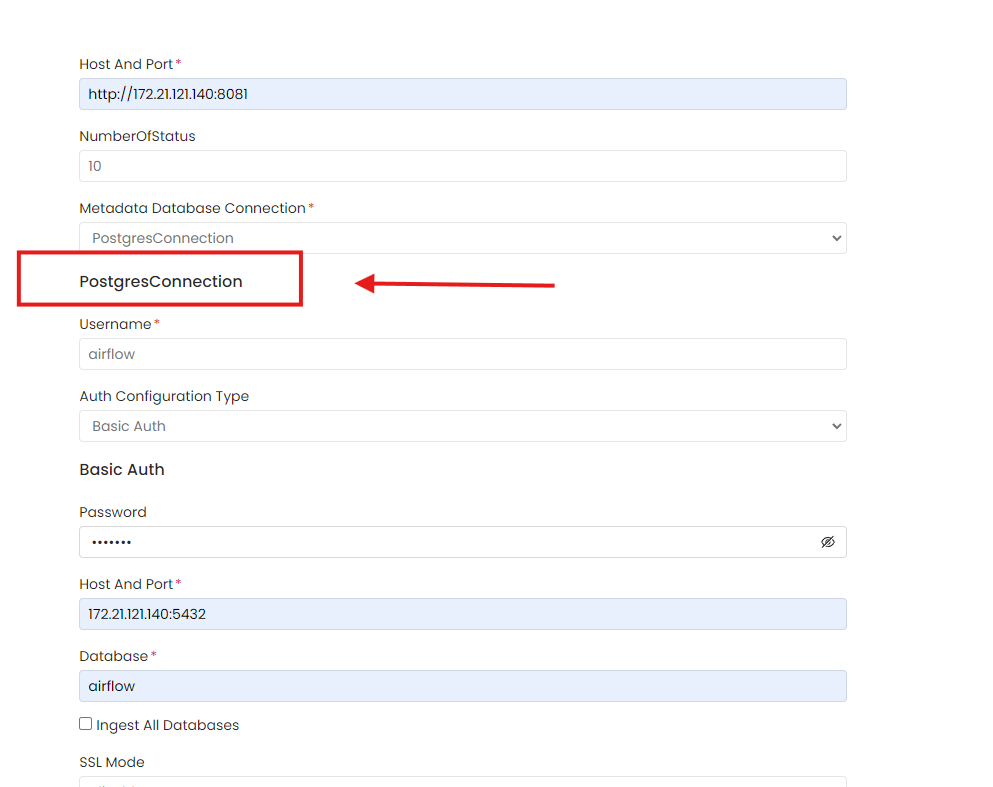 Host And Port*
http://172.21.121.140:8081
NumberOfStatus
10
Metadata Database Connection*
PostgresConnection
PostgresConnection
Username*
airflow
Auth Configuration Type
Basic Auth
Basic Auth
Password
•••••••
Host And Port*
172.21.121.140:5432
Database*
airflow
Ingest All Databases
SSL Mode